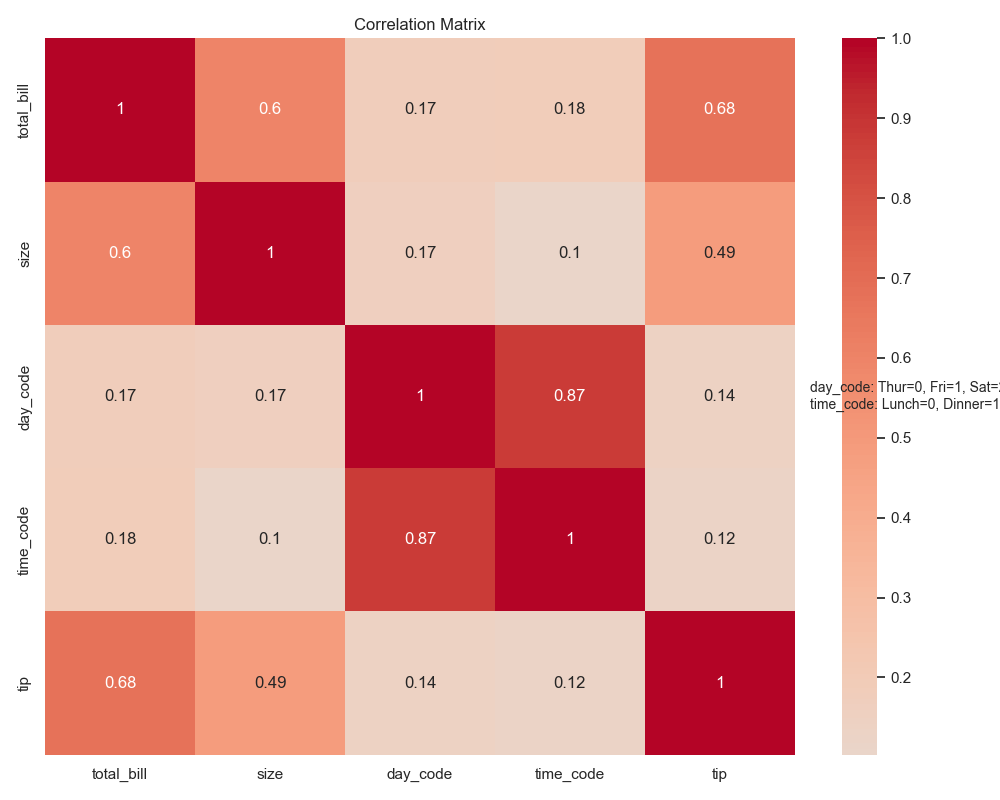 Correlation Matrix
total_bill 1 0.6 0.17 0.18 0.68
size 0.6 1 0.17 0.1 0.49
day_code 0.17 0.17 1 0.87 0.14
time_code 0.18 0.1 0.87 1 0.12
tip 0.68 0.49 0.14 0.12 1
total_bill size day_code time_code tip
1.0
0.9
0.8
0.7
0.6
0.5
0.4
0.3
0.2
day_code: Thur=0, Fri=1, Sat=2
time_code: Lunch=0, Dinner=1